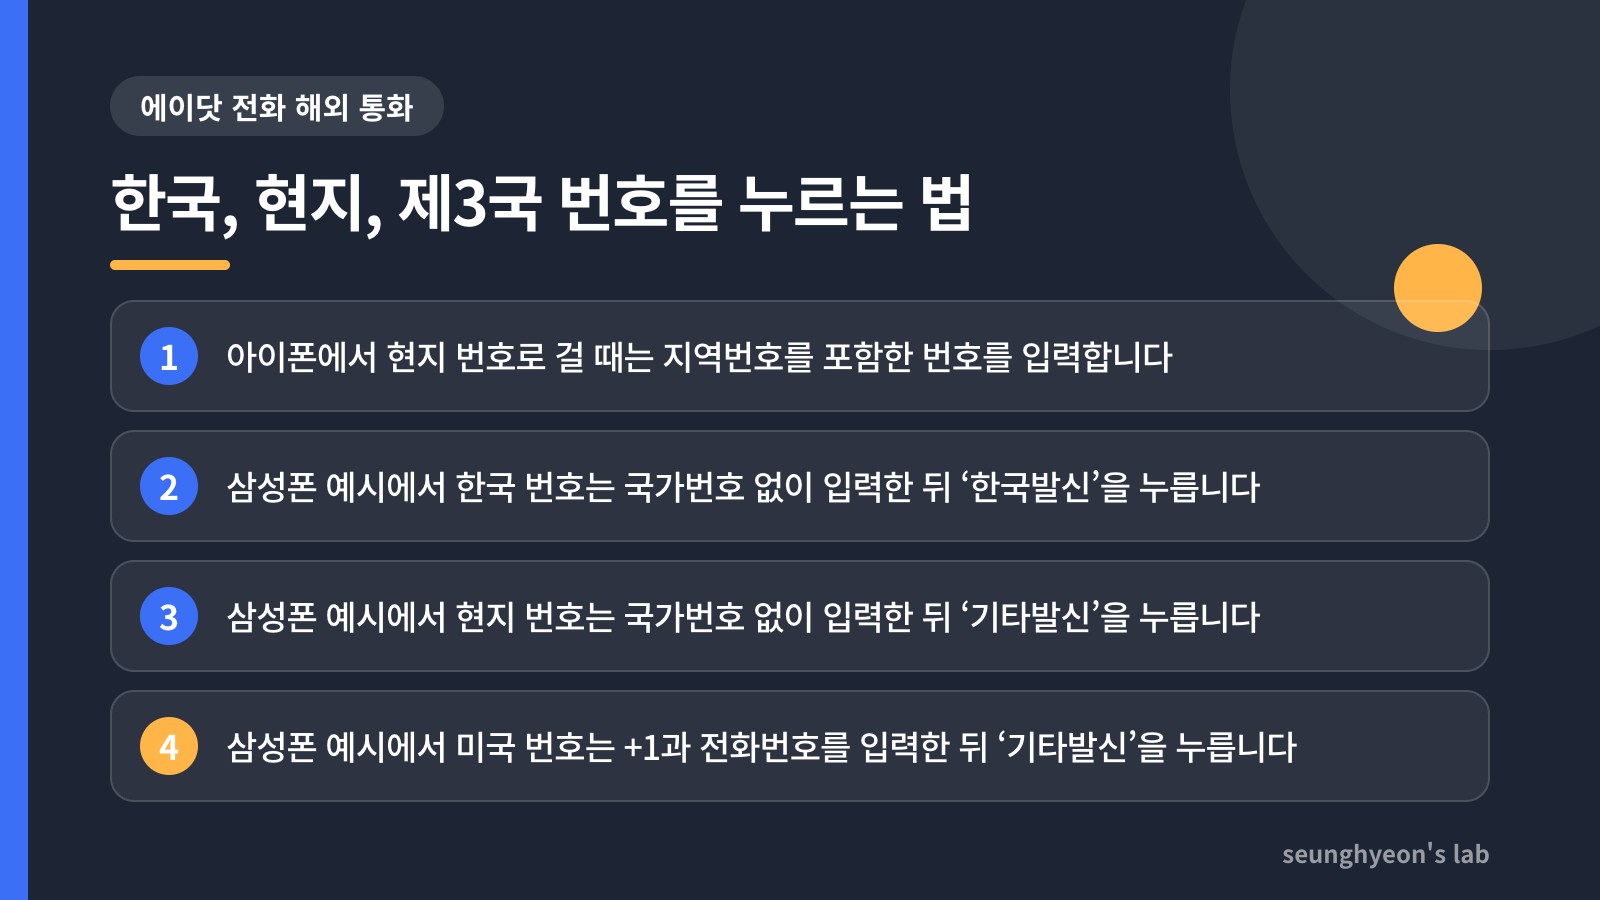 에이닷 전화 해외 통화
한국, 현지, 제3국 번호를 누르는 법
1 아이폰에서 현지 번호로 걸 때는 지역번호를 포함한 번호를 입력합니다
2 삼성폰 예시에서 한국 번호는 국가번호 없이 입력한 뒤 ‘한국발신’을 누릅니다
3 삼성폰 예시에서 현지 번호는 국가번호 없이 입력한 뒤 ‘기타발신’을 누릅니다
4 삼성폰 예시에서 미국 번호는 +1과 전화번호를 입력한 뒤 ‘기타발신’을 누릅니다
seunghyeon's lab